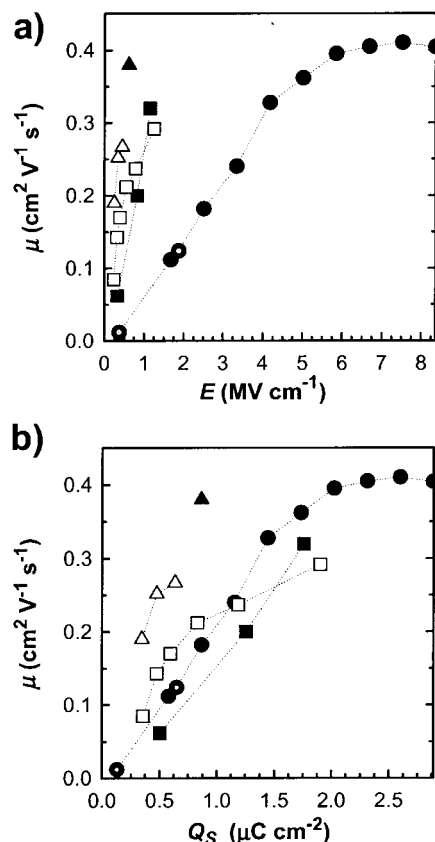 a)
0.4
0.3
0.2
0.1
0.0
μ (cm² V⁻¹ s⁻¹)
0 1 2 3 4 5 6 7 8
E (MV cm⁻¹)
b)
0.4
0.3
0.2
0.1
0.0
μ (cm² V⁻¹ s⁻¹)
0.0 0.5 1.0 1.5 2.0 2.5
Q_S (μC cm⁻²)